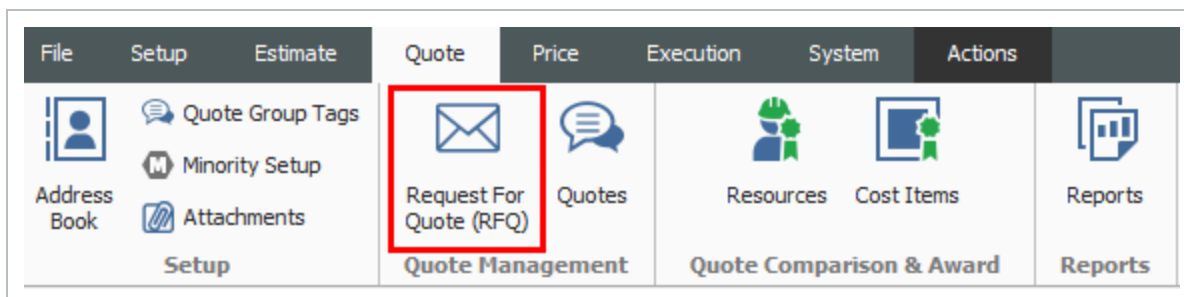 File Setup Estimate Quote Price Execution System Actions
Address Book
Quote Group Tags
M Minority Setup
Attachments
Request For
Quote (RFQ)
Quotes
Resources
Cost Items
Reports
Setup
Quote Management
Quote Comparison & Award
Reports